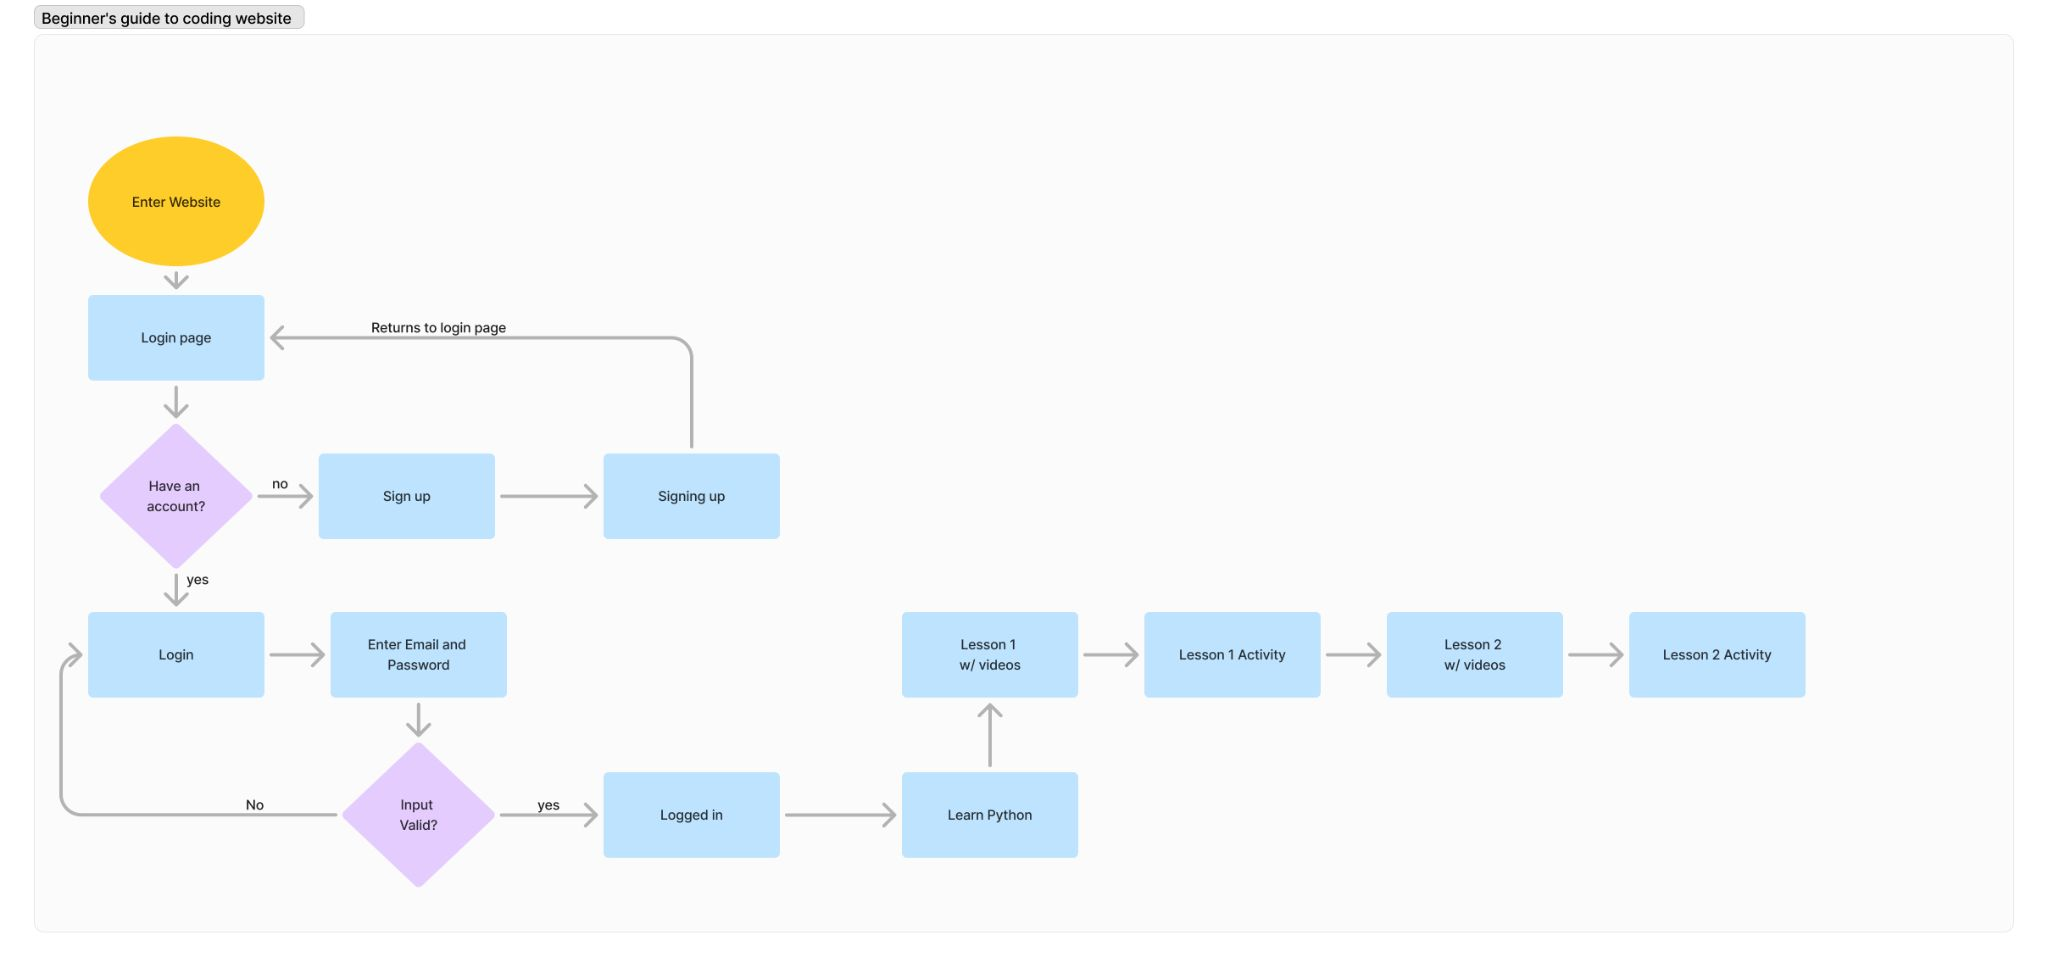 Beginner's guide to coding website
Enter Website
Login page
Returns to login page
Have an
account?
no
Sign up
Signing up
yes
Login
Enter Email and
Password
Lesson 1
w/ videos
Lesson 1 Activity
Lesson 2
w/ videos
Lesson 2 Activity
No
Input
Valid?
yes
Logged in
Learn Python